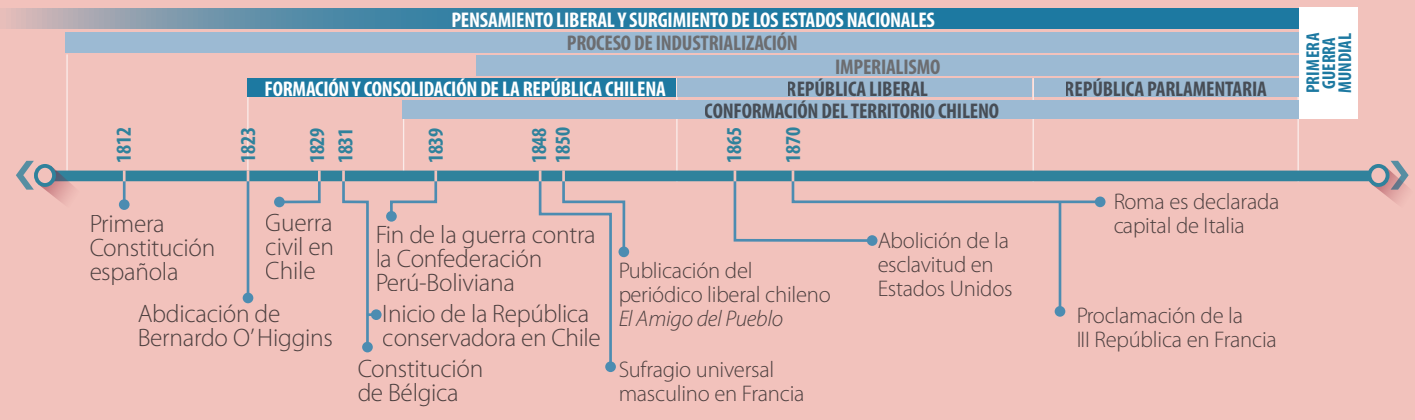 PENSAMIENTO LIBERAL Y SURGIMIENTO DE LOS ESTADOS NACIONALES
PROCESO DE INDUSTRIALIZACIÓN
IMPERIALISMO
FORMACIÓN Y CONSOLIDACIÓN DE LA REPÚBLICA CHILENA
REPÚBLICA LIBERAL
REPÚBLICA PARLAMENTARIA
CONFORMACIÓN DEL TERRITORIO CHILENO
PRIMERA
GUERRA
MUNDIAL
1812
1823
1829
1831
1839
1848
1850
1865
1870
Primera
Constitución
española
Abdicación de
Bernardo O'Higgins
Guerra
civil en
Chile
Fin de la guerra contra
la Confederación
Perú-Boliviana
Inicio de la República
conservadora en Chile
Constitución
de Bélgica
Publicación del
periódico liberal chileno
El Amigo del Pueblo
Sufragio universal
masculino en Francia
Abolición de la
esclavitud en
Estados Unidos
Roma es declarada
capital de Italia
Proclamación de la
III República en Francia